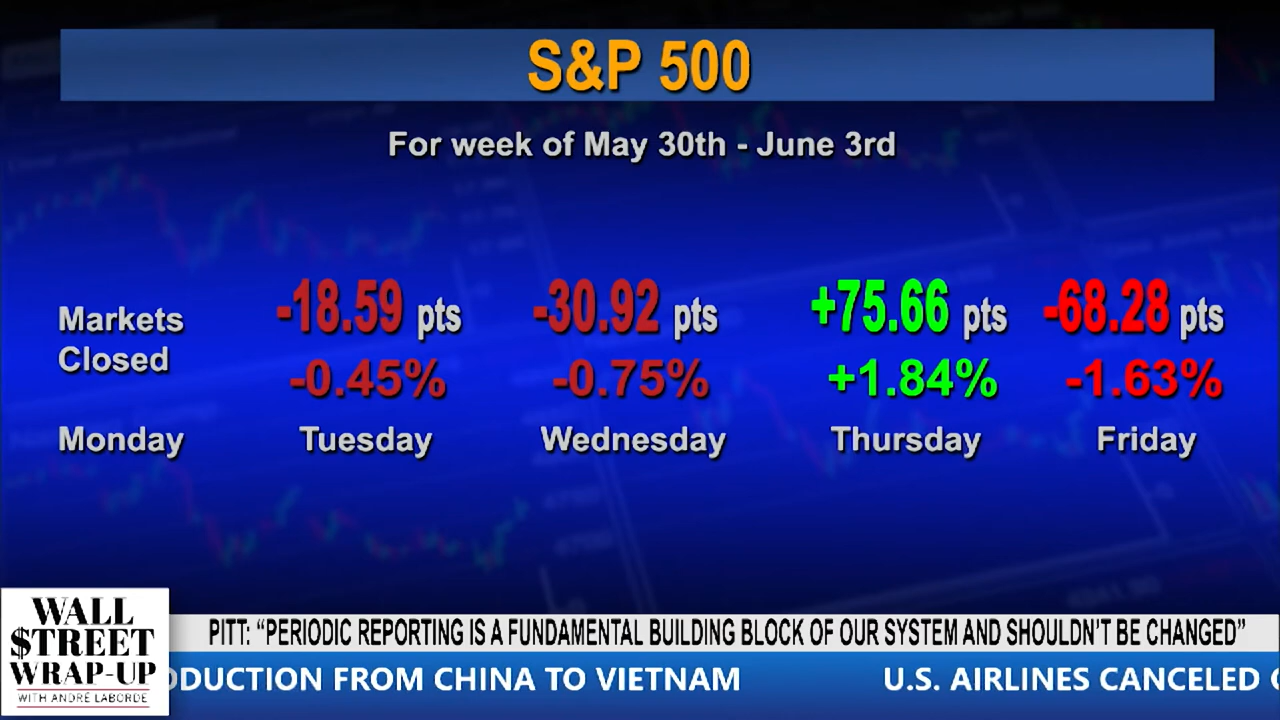 S&P 500
For week of May 30th - June 3rd
Markets
Closed
Monday
-18.59 pts
-0.45%
Tuesday
-30.92 pts
-0.75%
Wednesday
+75.66 pts
+1.84%
Thursday
-68.28 pts
-1.63%
Friday
WALL
$TREET
WRAP-UP
WITH ANDRÉ LABORDE
PITT: “PERIODIC REPORTING IS A FUNDAMENTAL BUILDING BLOCK OF OUR SYSTEM AND SHOULDN’T BE CHANGED”
ODUCTION FROM CHINA TO VIETNAM U.S. AIRLINES CANCELED